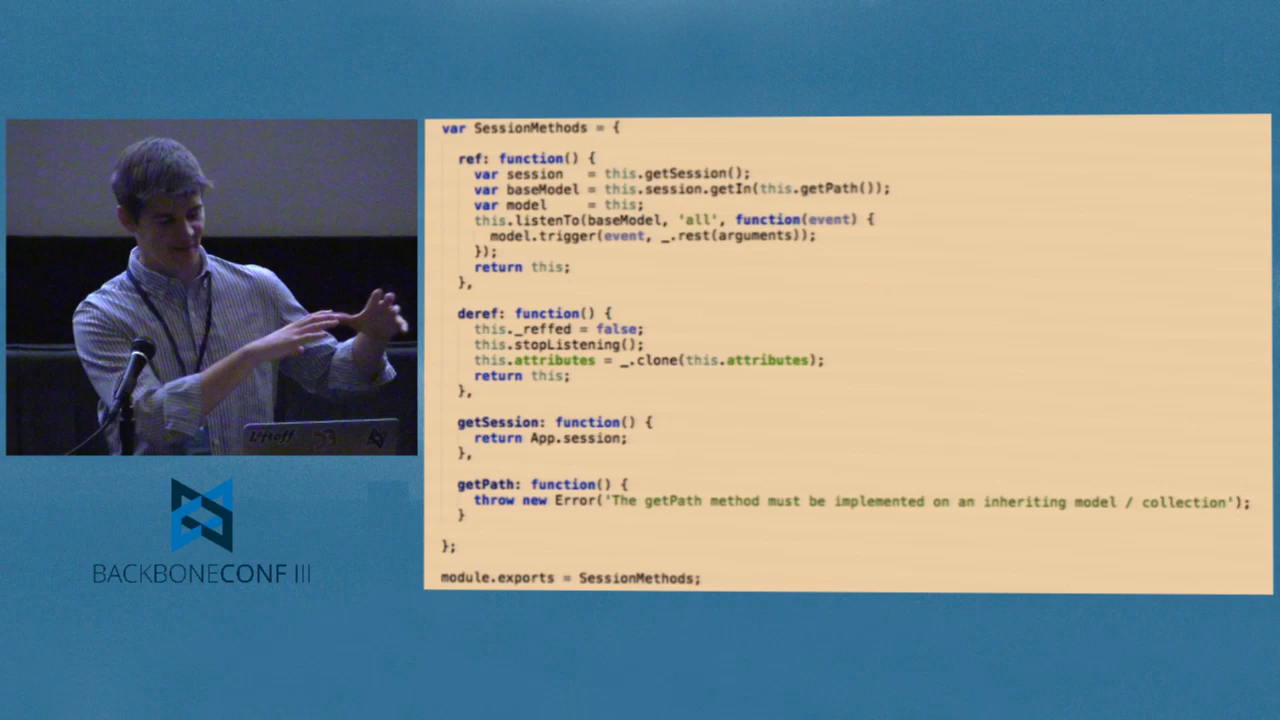 var SessionMethods = {
ref: function() {
var session = this.getSession();
var baseModel = this.session.getIn(this.getPath());
var model = this;
this.listenTo(baseModel, 'all', function(event) {
model.trigger(event, _.rest(arguments));
});
return this;
},
deref: function() {
this._reffed = false;
this.stopListening();
this.attributes = _.clone(this.attributes);
return this;
},
getSession: function() {
return App.session;
},
getPath: function() {
throw new Error('The getPath method must be implemented on an inheriting model / collection');
}
};
module.exports = SessionMethods;
Liftoff
BACKBONECONF III